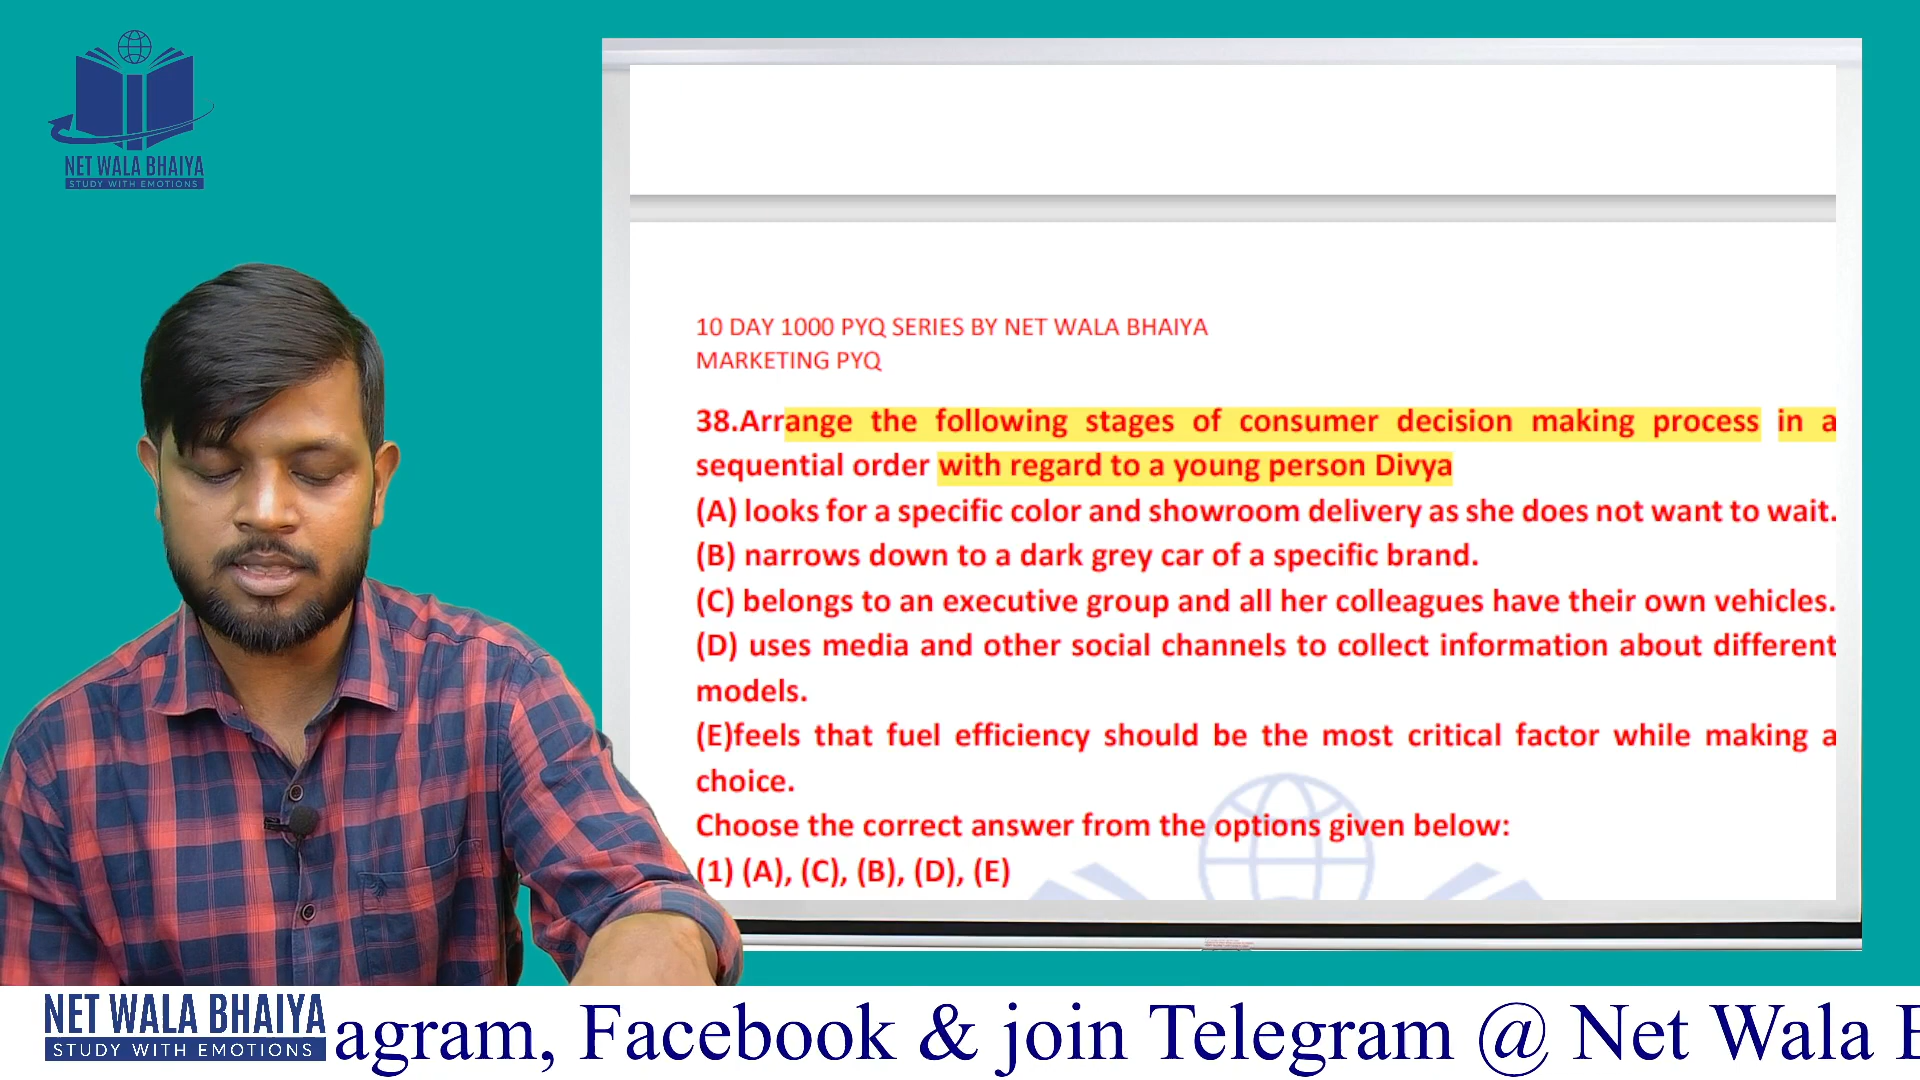 NET WALA BHAIYA
STUDY WITH EMOTIONS
10 DAY 1000 PYQ SERIES BY NET WALA BHAIYA
MARKETING PYQ
38.Arrange the following stages of consumer decision making process in a
sequential order with regard to a young person Divya
(A) looks for a specific color and showroom delivery as she does not want to wait.
(B) narrows down to a dark grey car of a specific brand.
(C) belongs to an executive group and all her colleagues have their own vehicles.
(D) uses media and other social channels to collect information about different
models.
(E)feels that fuel efficiency should be the most critical factor while making a
choice.
Choose the correct answer from the options given below:
(1) (A), (C), (B), (D), (E)
NET WALA BHAIYA
STUDY WITH EMOTIONS
agram, Facebook & join Telegram @ Net Wala